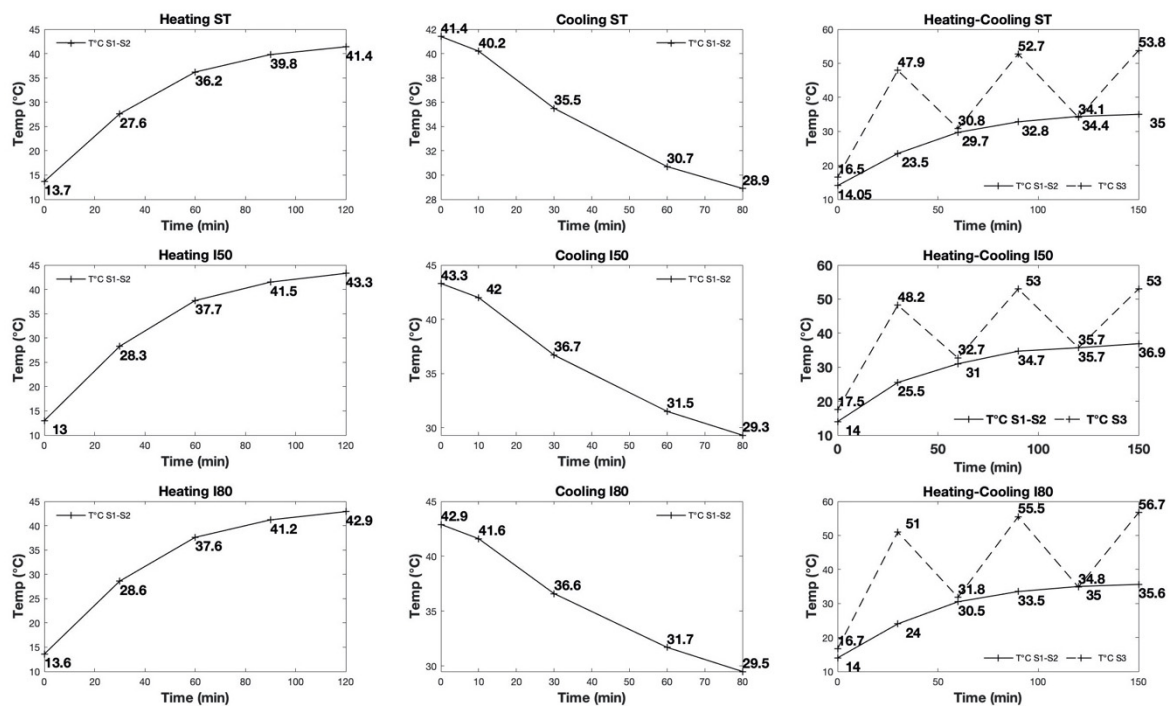 Heating ST
45
40
35
30
25
20
15
10
Temp (°C)
T°C S1-S2
13.7
27.6
36.2
39.8
41.4
0 20 40 60 80 100 120
Time (min)
Cooling ST
42
40
38
36
34
32
30
28
Temp (°C)
T°C S1-S2
41.4
40.2
35.5
30.7
28.9
0 10 20 30 40 50 60 70 80
Time (min)
Heating-Cooling ST
60
50
40
30
20
10
Temp (°C)
16.5
47.9
30.8
52.7
34.1
53.8
14.05
23.5
29.7
32.8
34.4
35
T°C S1-S2
T°C S3
0 50 100 150
Time (min)
Heating I50
45
40
35
30
25
20
15
10
Temp (°C)
T°C S1-S2
13
28.3
37.7
41.5
43.3
0 20 40 60 80 100 120
Time (min)
Cooling I50
45
40
35
30
Temp (°C)
T°C S1-S2
43.3
42
36.7
31.5
29.3
0 10 20 30 40 50 60 70 80
Time (min)
Heating-Cooling I50
60
50
40
30
20
10
Temp (°C)
17.5
48.2
32.7
53
35.7
53
14
25.5
31
34.7
35.7
36.9
T°C S1-S2
T°C S3
0 50 100 150
Time (min)
Heating I80
45
40
35
30
25
20
15
10
Temp (°C)
T°C S1-S2
13.6
28.6
37.6
41.2
42.9
0 20 40 60 80 100 120
Time (min)
Cooling I80
45
40
35
30
Temp (°C)
T°C S1-S2
42.9
41.6
36.6
31.7
29.5
0 10 20 30 40 50 60 70 80
Time (min)
Heating-Cooling I80
60
50
40
30
20
10
Temp (°C)
16.7
51
31.8
55.5
34.8
56.7
14
24
30.5
33.5
35
35.6
T°C S1-S2
T°C S3
0 50 100 150
Time (min)